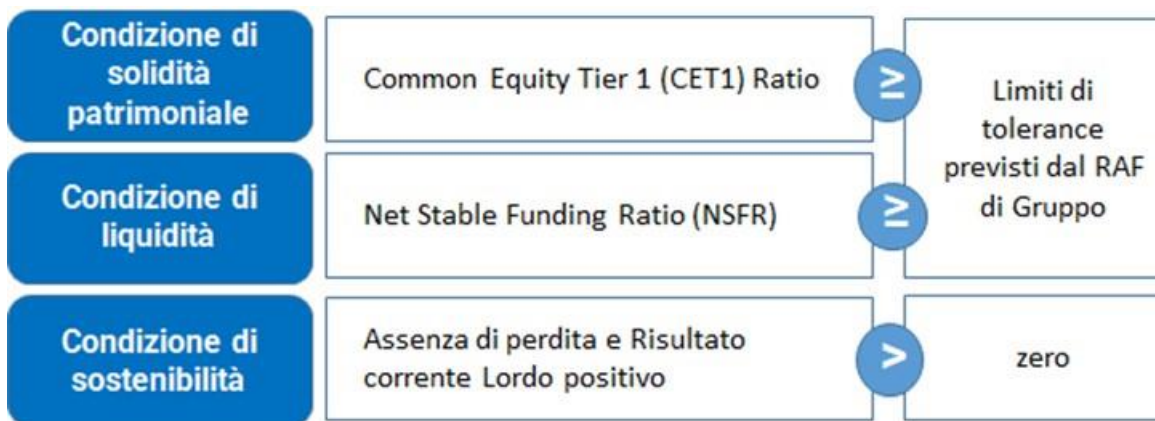 Condizione di
solidità
patrimoniale
Common Equity Tier 1 (CET1) Ratio
≥
Limiti di
tolerance
previsti dal RAF
di Gruppo
Condizione di
liquidità
Net Stable Funding Ratio (NSFR)
≥
Condizione di
sostenibilità
Assenza di perdita e Risultato
corrente Lordo positivo
>
zero